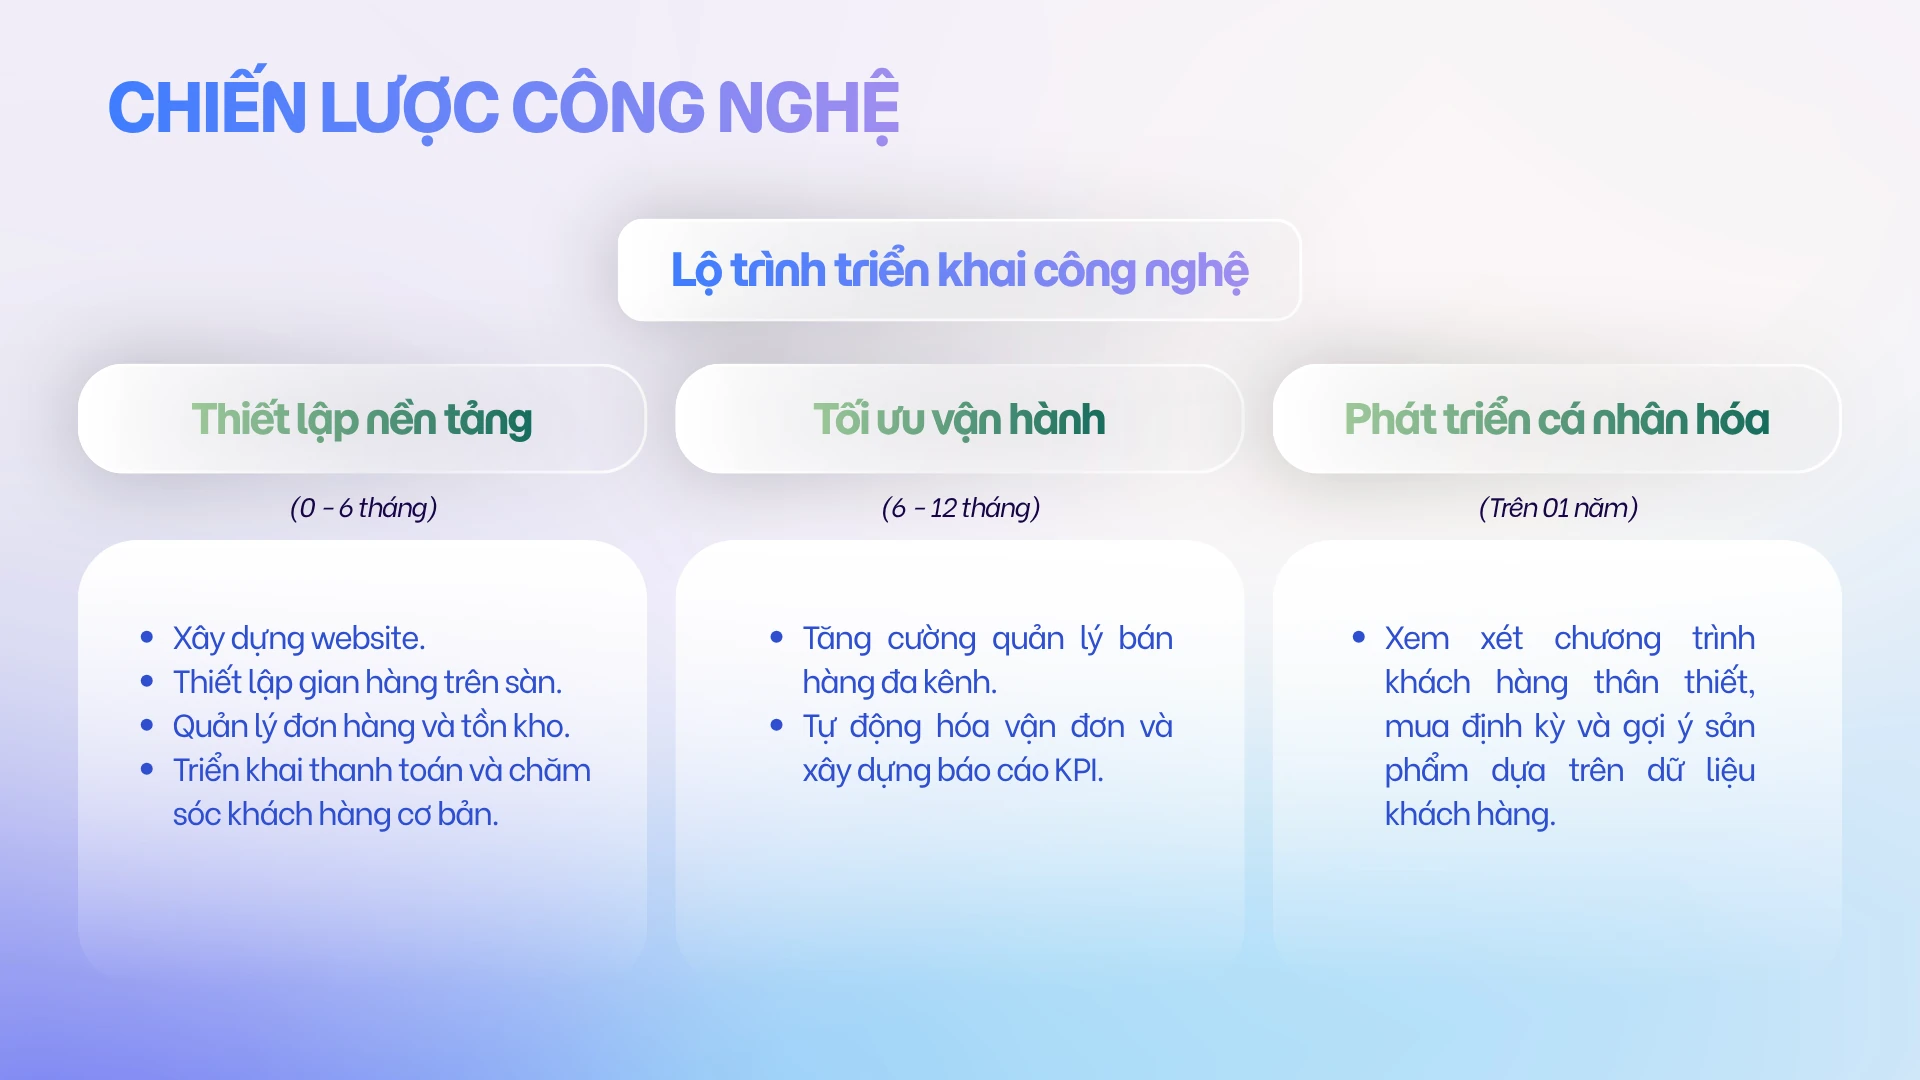 CHIẾN LƯỢC CÔNG NGHỆ
Lộ trình triển khai công nghệ
Thiết lập nền tảng
(0 - 6 tháng)
• Xây dựng website.
• Thiết lập gian hàng trên sàn.
• Quản lý đơn hàng và tồn kho.
• Triển khai thanh toán và chăm
sóc khách hàng cơ bản.
Tối ưu vận hành
(6 - 12 tháng)
• Tăng cường quản lý bán
hàng đa kênh.
• Tự động hóa vận đơn và
xây dựng báo cáo KPI.
Phát triển cá nhân hóa
(Trên 01 năm)
• Xem xét chương trình
khách hàng thân thiết,
mua định kỳ và gợi ý sản
phẩm dựa trên dữ liệu
khách hàng.